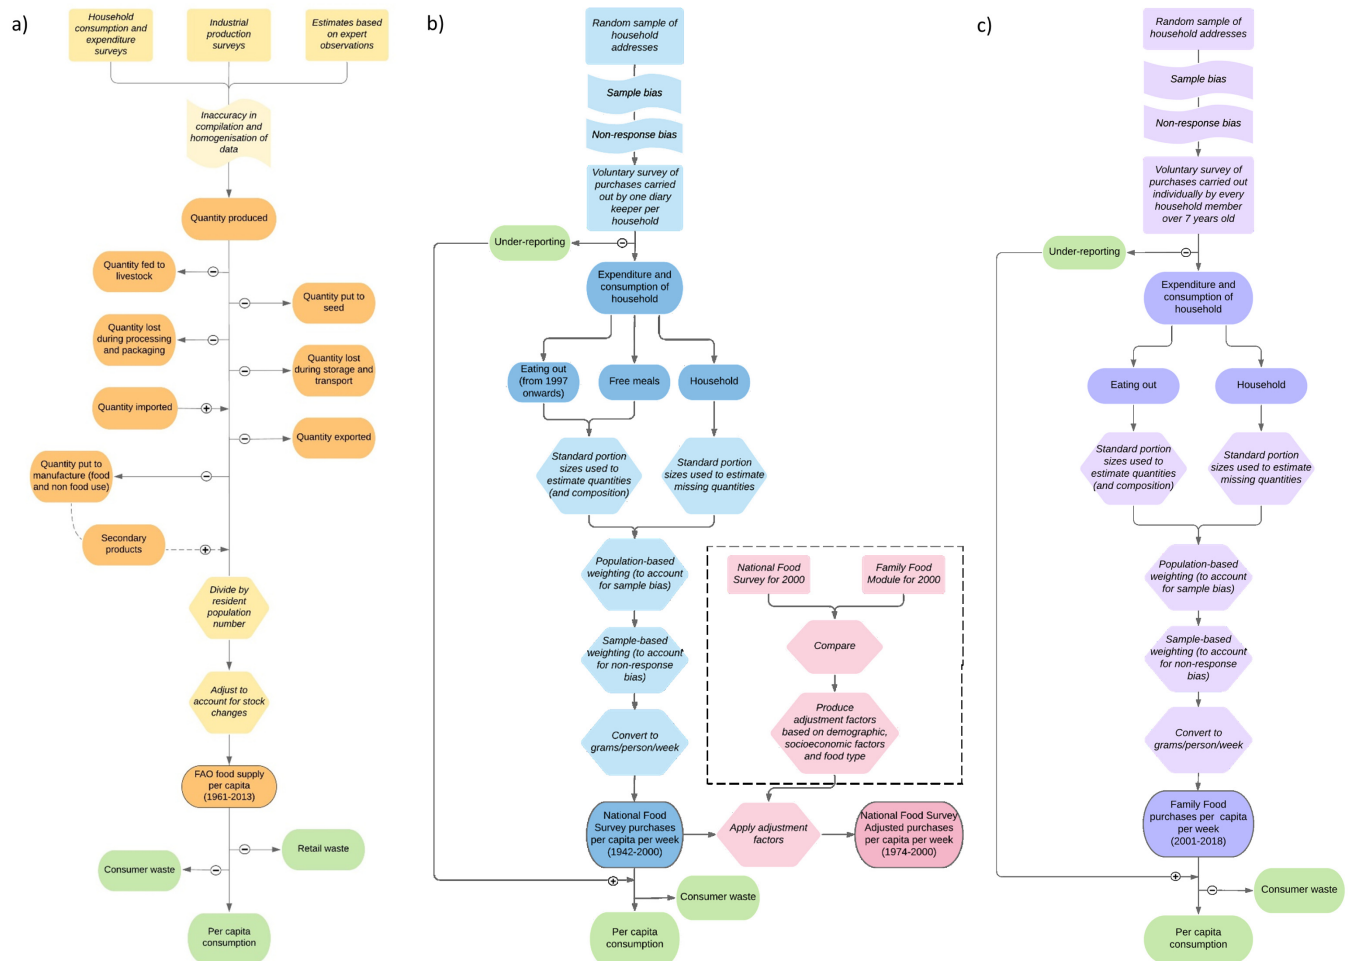 a)
Household
consumption and
expenditure
surveys
Industrial
production
surveys
Estimates based
on expert
observations
Inaccuracy in
compilation and
homogenisation of
data
Quantity produced
Quantity fed to
livestock
Quantity put to
seed
Quantity lost
during processing
and packaging
Quantity lost
during storage and
transport
Quantity imported
Quantity exported
Quantity put to
manufacture (food
and non food use)
Secondary
products
Divide by
resident
population
number
Adjust to
account for stock
changes
FAO food supply
per capita
(1961-2013)
Retail waste
Consumer waste
Per capita
consumption
b)
Random sample of
household
addresses
Sample bias
Non-response bias
Voluntary survey of
purchases carried
out by one diary
keeper per
household
Under-reporting
Expenditure and
consumption of
household
Eating out
(from 1997
onwards)
Free meals
Household
Standard portion
sizes used to
estimate quantities
(and composition)
Standard portion
sizes used to estimate
missing quantities
Population-based
weighting (to account
for sample bias)
Sample-based
weighting (to account
for non-response
bias)
Convert to
grams/person/week
National Food
Survey purchases
per capita per week
(1942-2000)
National Food
Survey for 2000
Family Food
Module for 2000
Compare
Produce
adjustment factors
based on demographic,
socioeconomic factors
and food type
Apply adjustment
factors
National Food Survey
Adjusted purchases
per capita per week
(1974-2000)
Consumer waste
Per capita
consumption
c)
Random sample of
household addresses
Sample bias
Non-response bias
Voluntary survey of
purchases carried out
individually by every
household member
over 7 years old
Under-reporting
Expenditure and
consumption of
household
Eating out
Household
Standard portion
sizes used to
estimate quantities
(and composition)
Standard portion
sizes used to estimate
missing quantities
Population-based
weighting (to account
for sample bias)
Sample-based
weighting (to account
for non-response
bias)
Convert to
grams/person/week
Family Food
purchases per capita
per week
(2001-2018)
Consumer waste
Per capita
consumption